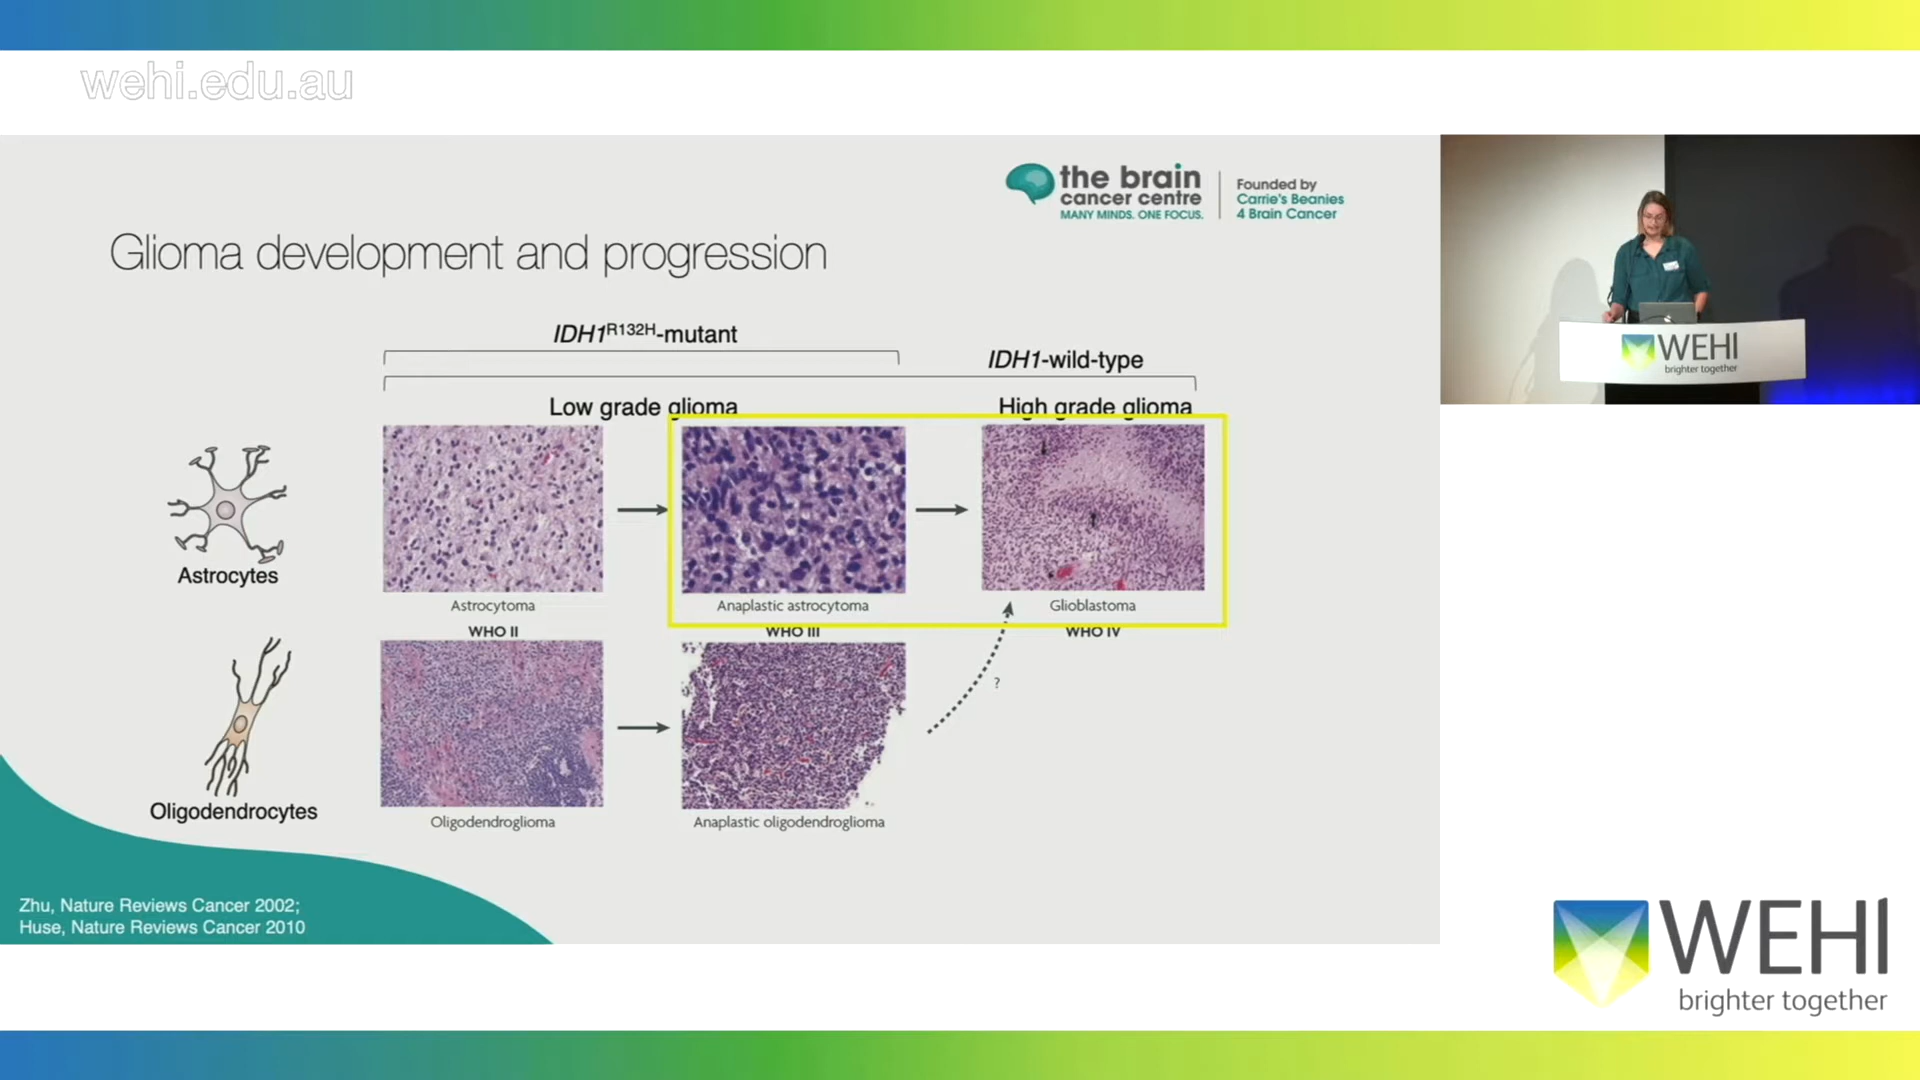 wehi.edu.au
the brain
cancer centre
MANY MINDS. ONE FOCUS.
Founded by
Carrie's Beanies
4 Brain Cancer
Glioma development and progression
IDH1R132H-mutant
IDH1-wild-type
Low grade glioma
High grade glioma
Astrocytes
Astrocytoma
Anaplastic astrocytoma
Glioblastoma
WHO II
WHO III
WHO IV
?
Oligodendrocytes
Oligodendroglioma
Anaplastic oligodendroglioma
Zhu, Nature Reviews Cancer 2002;
Huse, Nature Reviews Cancer 2010
WEHI
brighter together
WEHI
brighter together